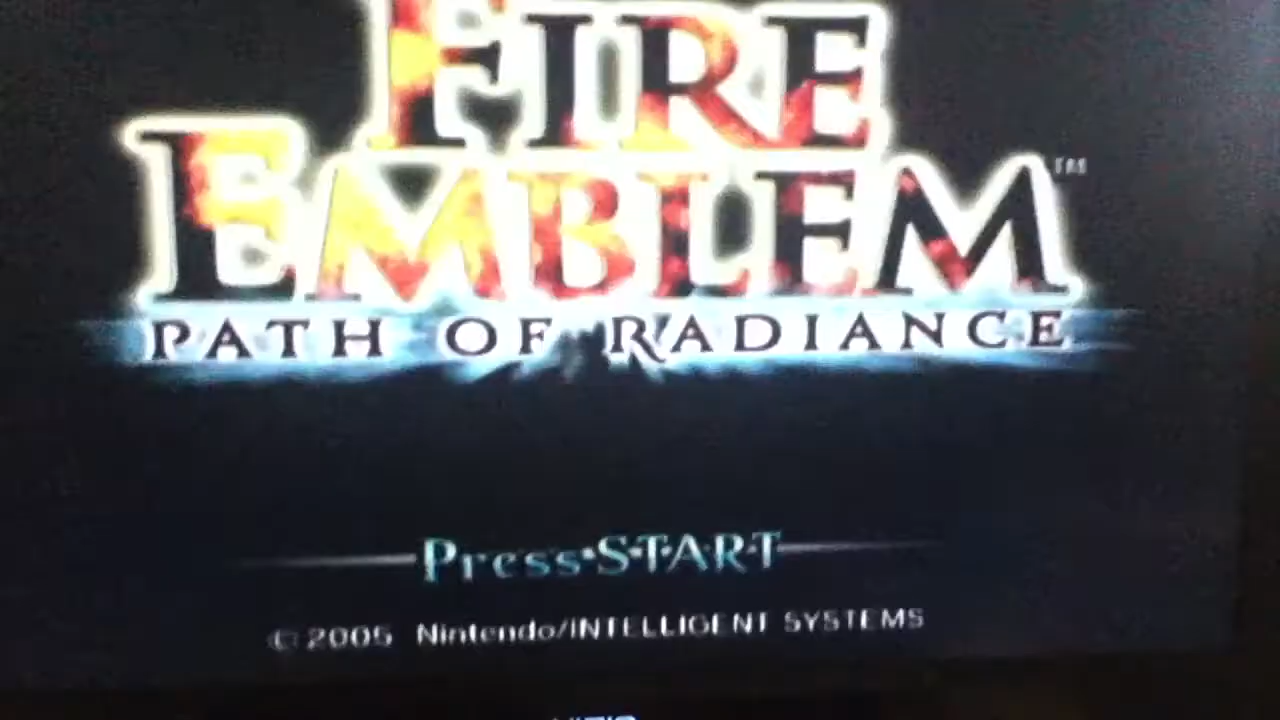 FIRE
EMBLEM™
PATH OF RADIANCE
Press•START
© 2005 Nintendo/INTELLIGENT SYSTEMS